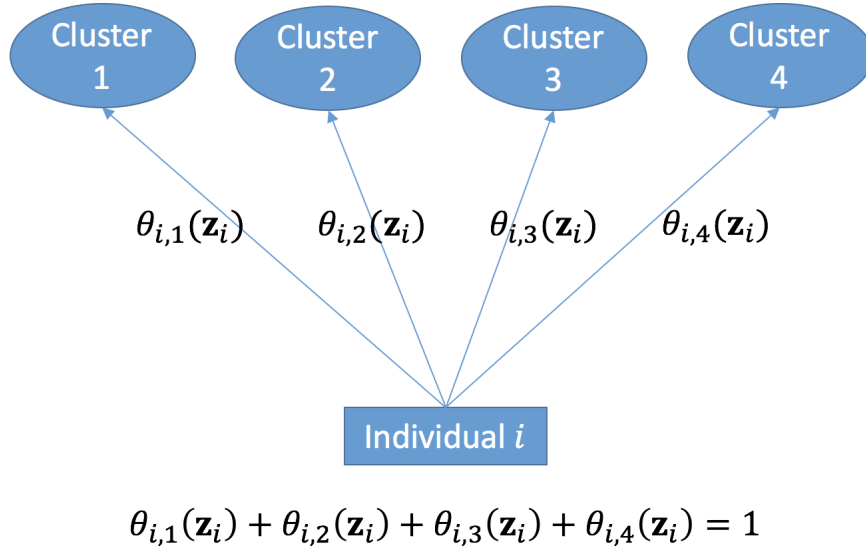 Cluster 1
Cluster 2
Cluster 3
Cluster 4
θᵢ,₁(𝐳ᵢ)
θᵢ,₂(𝐳ᵢ)
θᵢ,₃(𝐳ᵢ)
θᵢ,₄(𝐳ᵢ)
Individual i
θᵢ,₁(𝐳ᵢ) + θᵢ,₂(𝐳ᵢ) + θᵢ,₃(𝐳ᵢ) + θᵢ,₄(𝐳ᵢ) = 1